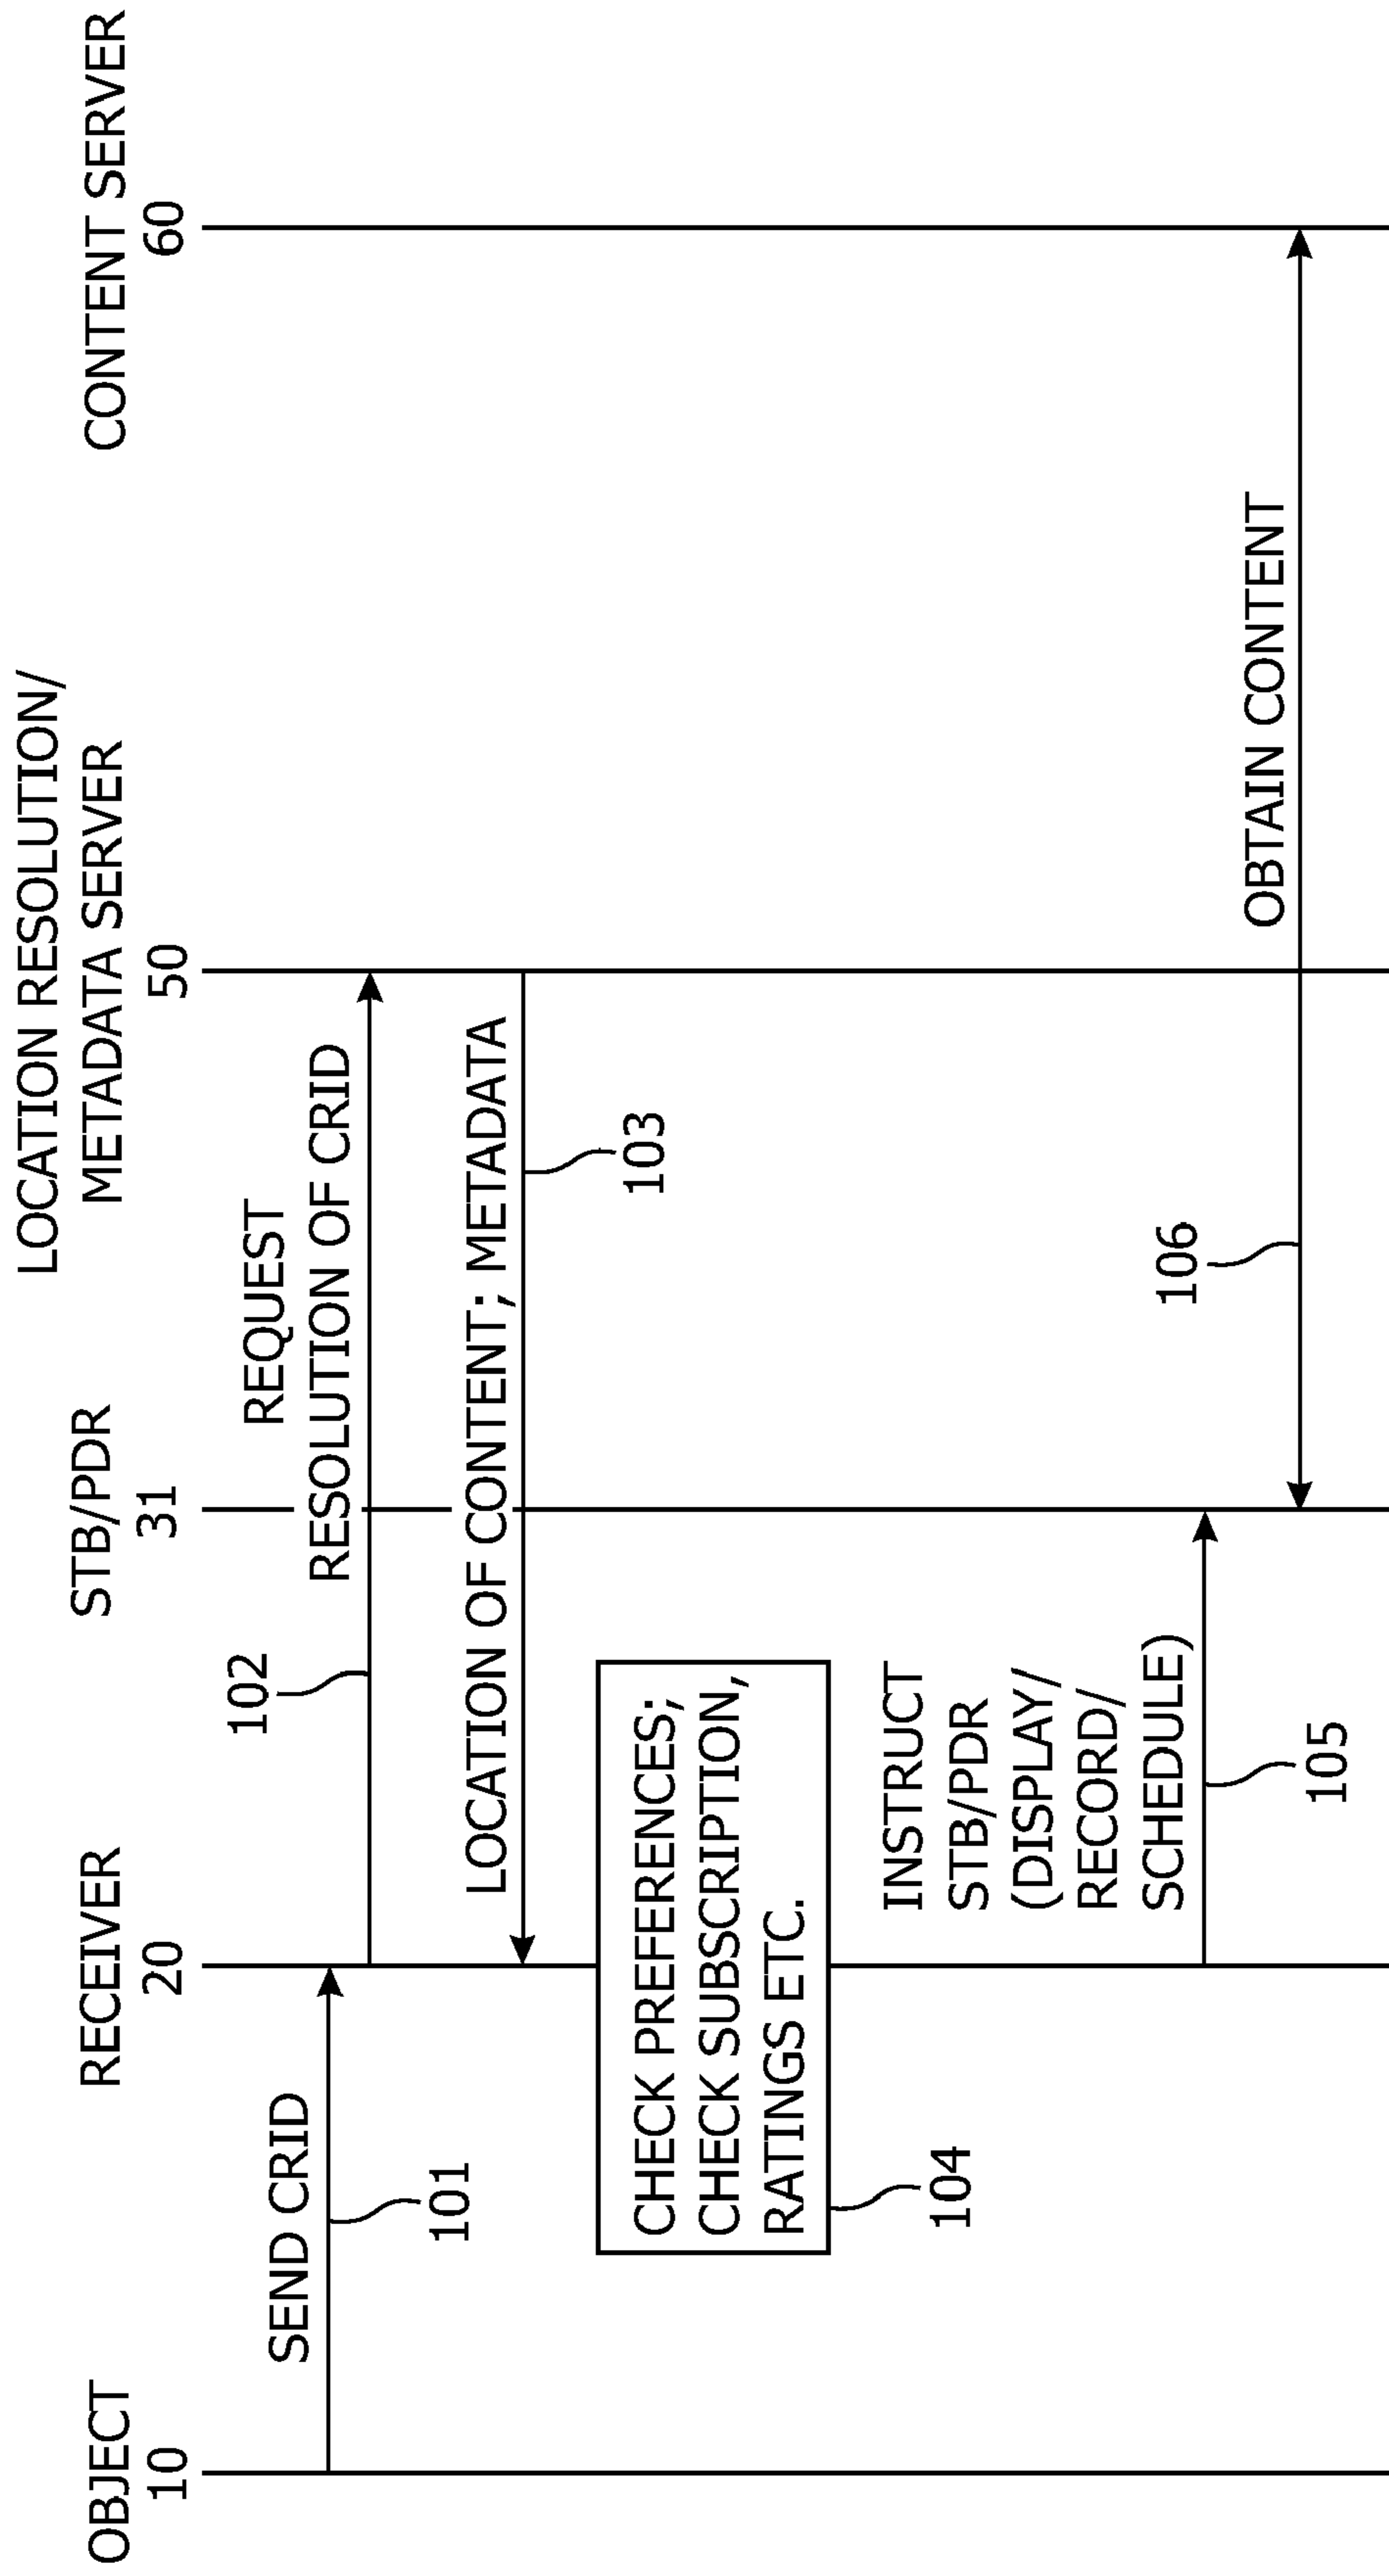 OBJECT
10
RECEIVER
20
STB/PDR
31
LOCATION RESOLUTION/
METADATA SERVER
50
CONTENT SERVER
60
SEND CRID
101
102
REQUEST
RESOLUTION OF CRID
LOCATION OF CONTENT; METADATA
103
CHECK PREFERENCES;
CHECK SUBSCRIPTION,
RATINGS ETC.
104
INSTRUCT
STB/PDR
(DISPLAY/
RECORD/
SCHEDULE)
105
106
OBTAIN CONTENT